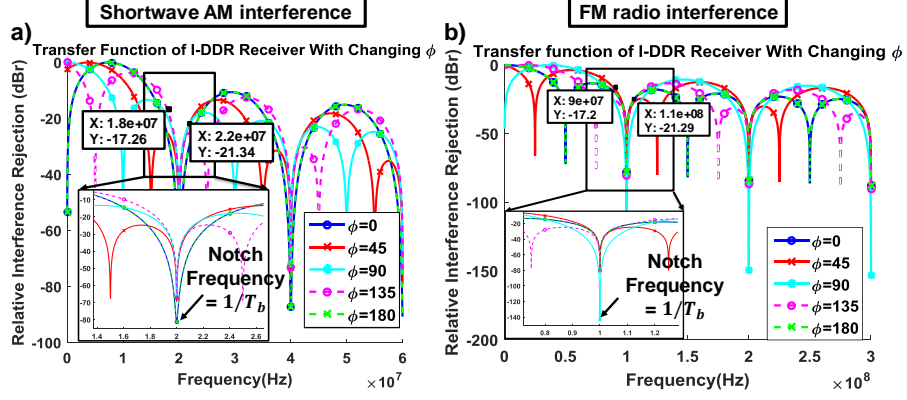 Shortwave AM interference
FM radio interference
a)
Transfer Function of I-DDR Receiver With Changing ϕ
Relative Interference Rejection (dBr)
0
-20
-40
-60
-80
-100
X: 1.8e+07
Y: -17.26
X: 2.2e+07
Y: -21.34
-10
-20
-30
-40
-50
-60
-70
-80
1.4
1.6
1.8
2
2.2
2.4
2.6
Notch
Frequency
= 1/T_b
ϕ=0
ϕ=45
ϕ=90
ϕ=135
ϕ=180
0
1
2
3
4
5
6
Frequency(Hz)
×10^7
b)
Transfer function of I-DDR Receiver With Changing ϕ
Relative Interference Rejection (dBr)
0
-50
-100
-150
-200
X: 9e+07
Y: -17.2
X: 1.1e+08
Y: -21.29
-20
-40
-60
-80
-100
-120
-140
0.8
1
1.2
Notch
Frequency
= 1/T_b
ϕ=0
ϕ=45
ϕ=90
ϕ=135
ϕ=180
0
0.5
1
1.5
2
2.5
3
Frequency(Hz)
×10^8